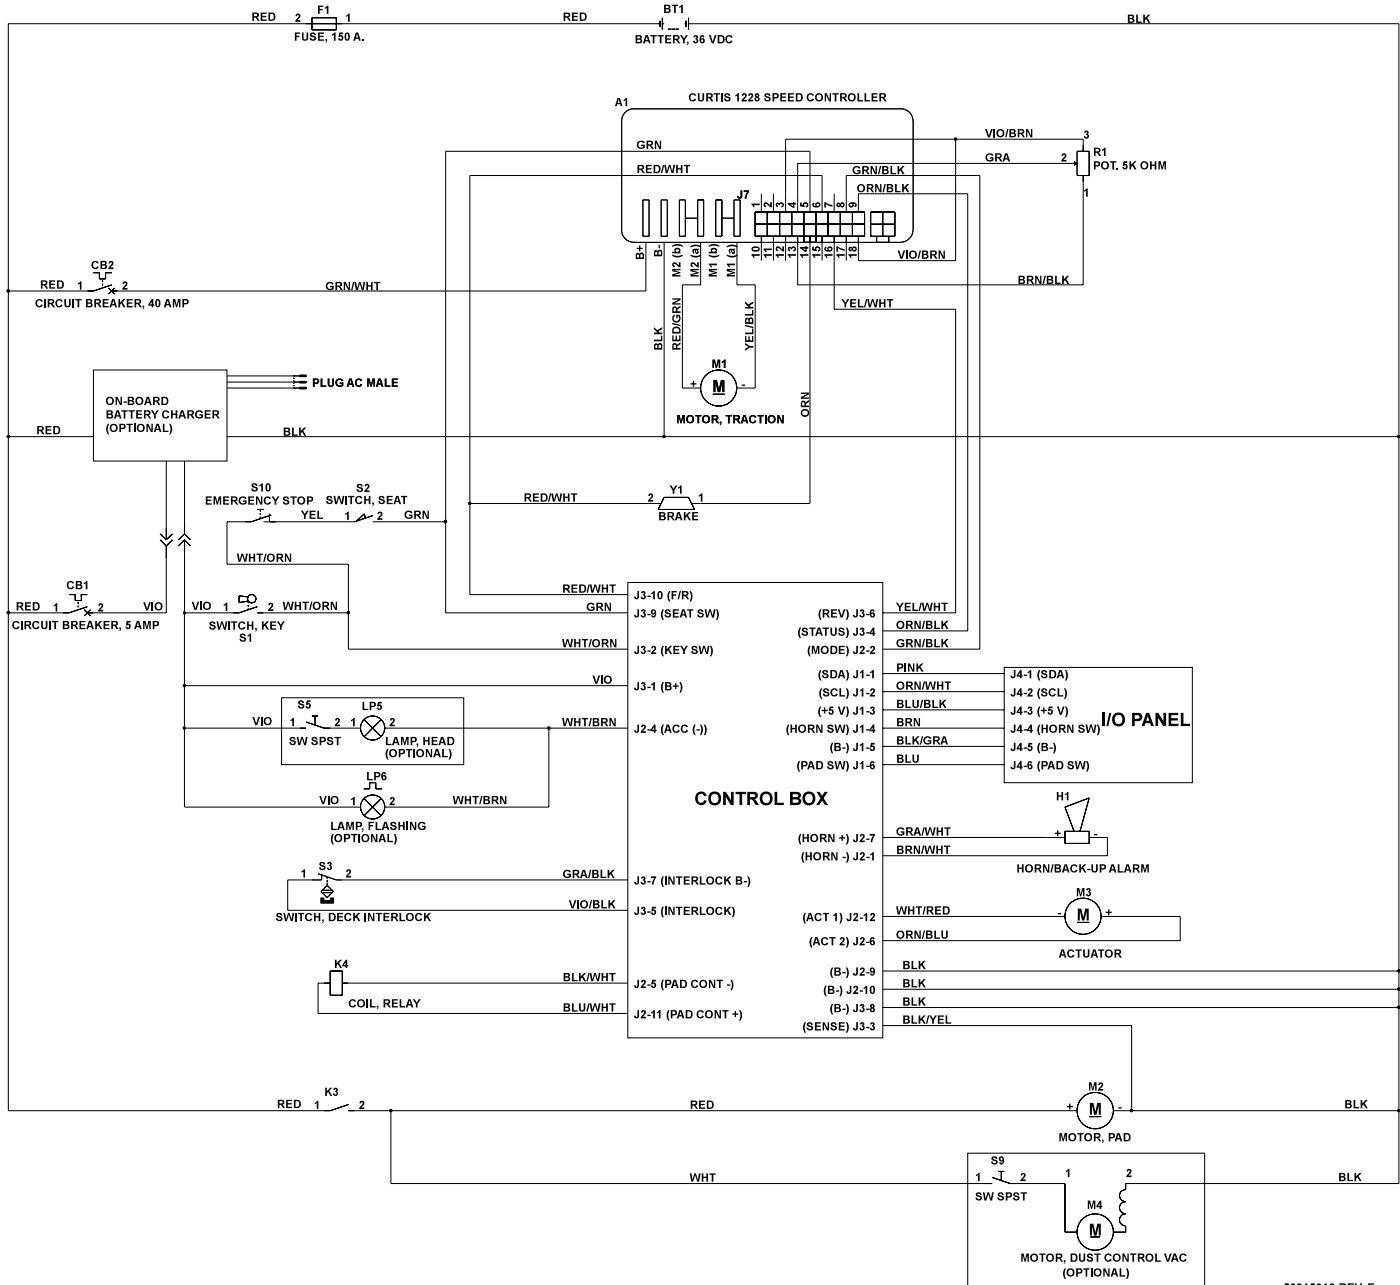 RED 2 F1 1 RED BT1 BLK
FUSE, 150 A.
BATTERY, 36 VDC
A1 CURTIS 1228 SPEED CONTROLLER
VIO/BRN 3
GRN
GRA 2 R1
POT. 5K OHM
RED/WHT GRN/BLK
ORN/BLK
1
J7
1 2 3 4 5 6 7 8 9
10 11 12 13 14 15 16 17 18
B+ B- M2 (b) M2 (a) M1 (b) M1 (a)
VIO/BRN
BRN/BLK
CB2
RED 1 2 GRN/WHT
CIRCUIT BREAKER, 40 AMP
YEL/WHT
BLK RED/GRN YEL/BLK
M1
+ M -
MOTOR, TRACTION
ORN
PLUG AC MALE
ON-BOARD
BATTERY CHARGER
(OPTIONAL)
RED BLK
S10 S2
EMERGENCY STOP SWITCH, SEAT
YEL 1 2 GRN
RED/WHT 2 Y1 1
BRAKE
WHT/ORN
CB1
RED 1 2 VIO
CIRCUIT BREAKER, 5 AMP
VIO 1 2 WHT/ORN
SWITCH, KEY
S1
RED/WHT J3-10 (F/R)
GRN J3-9 (SEAT SW)
WHT/ORN J3-2 (KEY SW)
VIO J3-1 (B+)
WHT/BRN J2-4 (ACC (-))
(REV) J3-6 YEL/WHT
(STATUS) J3-4 ORN/BLK
(MODE) J2-2 GRN/BLK
(SDA) J1-1 PINK J4-1 (SDA)
(SCL) J1-2 ORN/WHT J4-2 (SCL)
(+5 V) J1-3 BLU/BLK J4-3 (+5 V)
I/O PANEL
(HORN SW) J1-4 BRN J4-4 (HORN SW)
(B-) J1-5 BLK/GRA J4-5 (B-)
(PAD SW) J1-6 BLU J4-6 (PAD SW)
S5 LP5
VIO 1 2 1 2
SW SPST LAMP, HEAD
(OPTIONAL)
LP6
VIO 1 2 WHT/BRN
LAMP, FLASHING
(OPTIONAL)
CONTROL BOX
H1
(HORN +) J2-7 GRA/WHT + -
(HORN -) J2-1 BRN/WHT
HORN/BACK-UP ALARM
S3
1 2 GRA/BLK J3-7 (INTERLOCK B-)
VIO/BLK J3-5 (INTERLOCK)
SWITCH, DECK INTERLOCK
M3
(ACT 1) J2-12 WHT/RED - M +
(ACT 2) J2-6 ORN/BLU
ACTUATOR
K4
BLK/WHT J2-5 (PAD CONT -)
COIL, RELAY
BLU/WHT J2-11 (PAD CONT +)
(B-) J2-9 BLK
(B-) J2-10 BLK
(B-) J3-8 BLK
(SENSE) J3-3 BLK/YEL
K3 M2
RED 1 2 RED + M - BLK
MOTOR, PAD
S9
WHT 1 2 1 2 BLK
SW SPST
M4
M
MOTOR, DUST CONTROL VAC
(OPTIONAL)